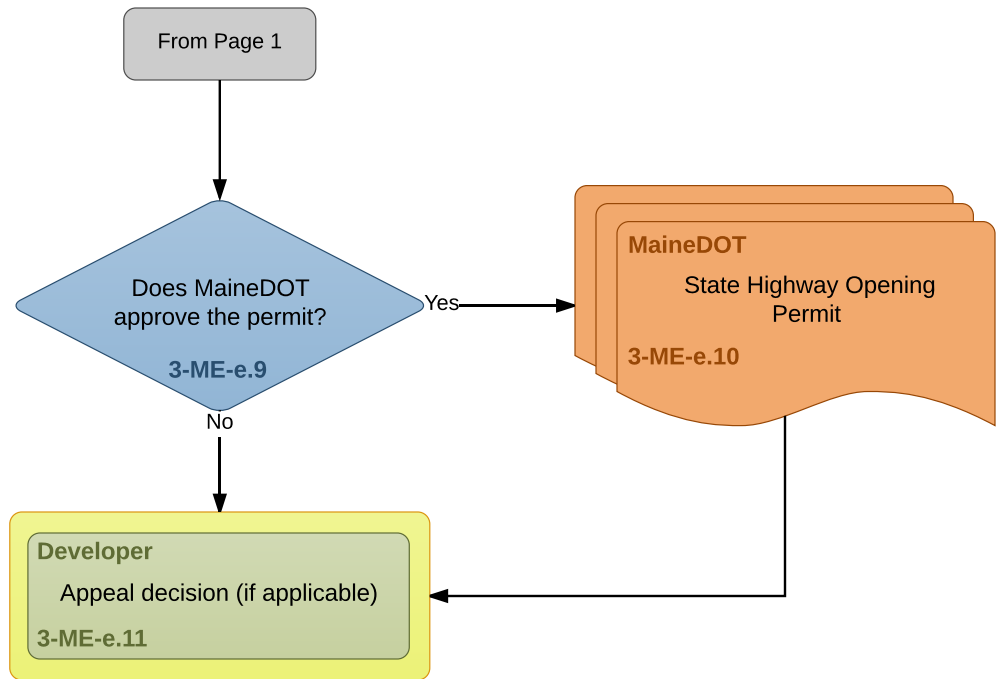 From Page 1
Does MaineDOT
approve the permit?
3-ME-e.9
Yes
MaineDOT
State Highway Opening
Permit
3-ME-e.10
No
Developer
Appeal decision (if applicable)
3-ME-e.11